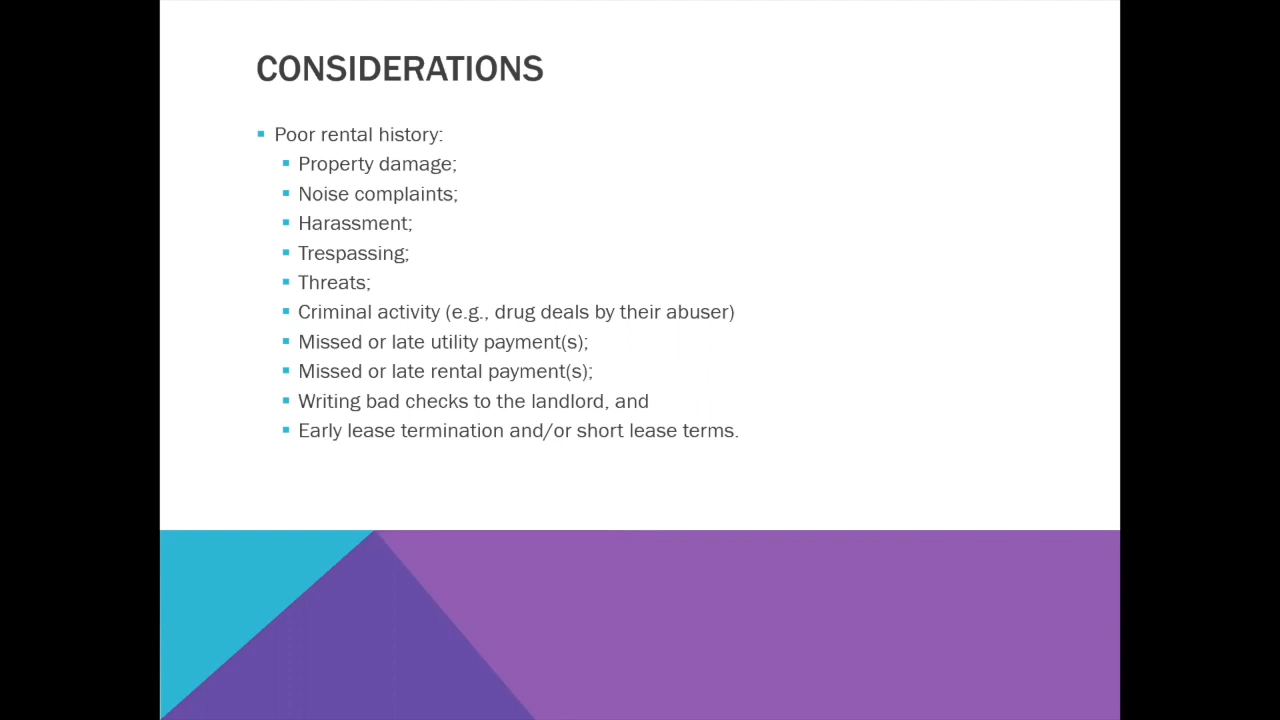 CONSIDERATIONS
Poor rental history:
Property damage;
Noise complaints;
Harassment;
Trespassing;
Threats;
Criminal activity (e.g., drug deals by their abuser)
Missed or late utility payment(s);
Missed or late rental payment(s);
Writing bad checks to the landlord, and
Early lease termination and/or short lease terms.